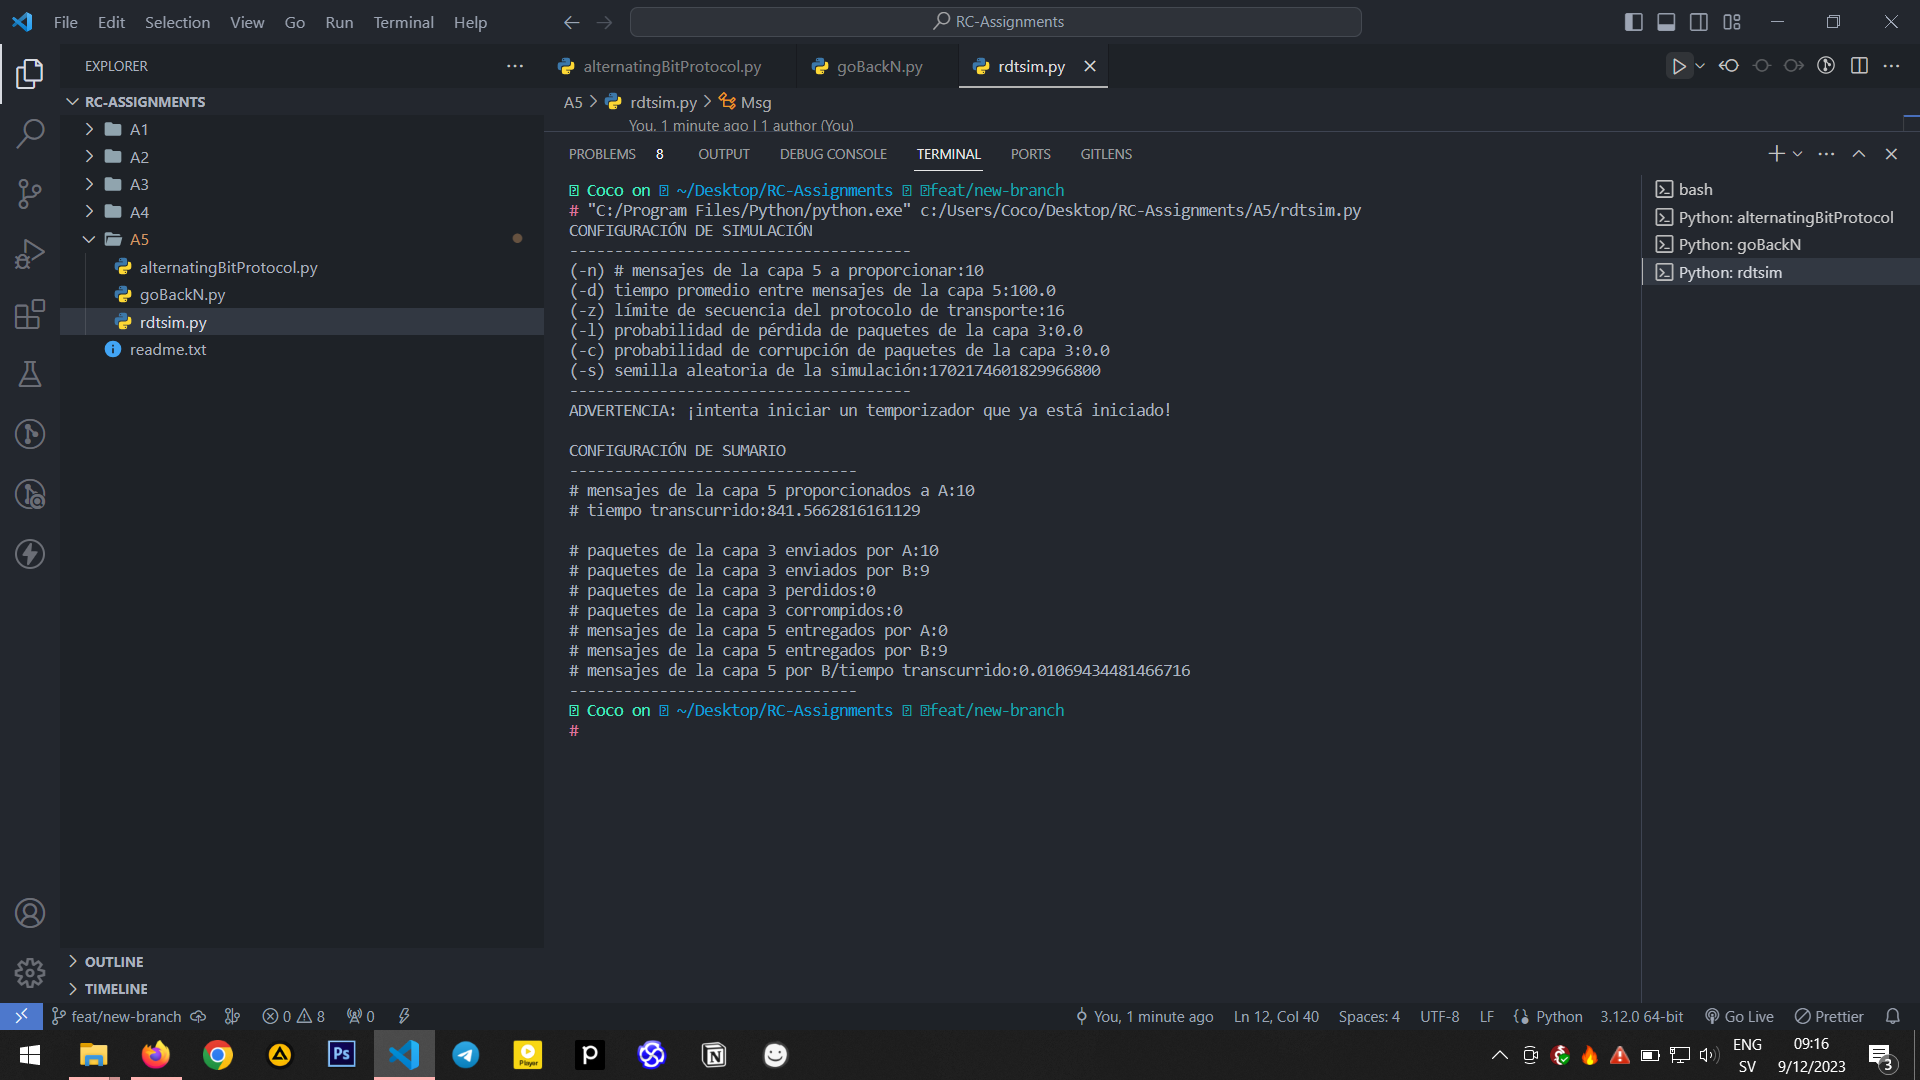 File Edit Selection View Go Run Terminal Help
RC-Assignments
EXPLORER
RC-ASSIGNMENTS
A1
A2
A3
A4
A5
alternatingBitProtocol.py
goBackN.py
rdtsim.py
readme.txt
OUTLINE
TIMELINE
alternatingBitProtocol.py goBackN.py rdtsim.py
A5 > rdtsim.py > Msg
You, 1 minute ago | 1 author (You)
PROBLEMS 8 OUTPUT DEBUG CONSOLE TERMINAL PORTS GITLENS
Coco on ~/Desktop/RC-Assignments feat/new-branch
# "C:/Program Files/Python/python.exe" c:/Users/Coco/Desktop/RC-Assignments/A5/rdtsim.py
CONFIGURACIÓN DE SIMULACIÓN
--------------------------------------
(-n) # mensajes de la capa 5 a proporcionar:10
(-d) tiempo promedio entre mensajes de la capa 5:100.0
(-z) límite de secuencia del protocolo de transporte:16
(-l) probabilidad de pérdida de paquetes de la capa 3:0.0
(-c) probabilidad de corrupción de paquetes de la capa 3:0.0
(-s) semilla aleatoria de la simulación:1702174601829966800
--------------------------------------
ADVERTENCIA: ¡intenta iniciar un temporizador que ya está iniciado!
CONFIGURACIÓN DE SUMARIO
--------------------------------
# mensajes de la capa 5 proporcionados a A:10
# tiempo transcurrido:841.5662816161129
# paquetes de la capa 3 enviados por A:10
# paquetes de la capa 3 enviados por B:9
# paquetes de la capa 3 perdidos:0
# paquetes de la capa 3 corrompidos:0
# mensajes de la capa 5 entregados por A:0
# mensajes de la capa 5 entregados por B:9
# mensajes de la capa 5 por B/tiempo transcurrido:0.01069434481466716
--------------------------------
Coco on ~/Desktop/RC-Assignments feat/new-branch
#
bash
Python: alternatingBitProtocol
Python: goBackN
Python: rdtsim
feat/new-branch 0 8 0
You, 1 minute ago Ln 12, Col 40 Spaces: 4 UTF-8 LF Python 3.12.0 64-bit Go Live Prettier
Ps
Player
ENG
SV
09:16
9/12/2023
3